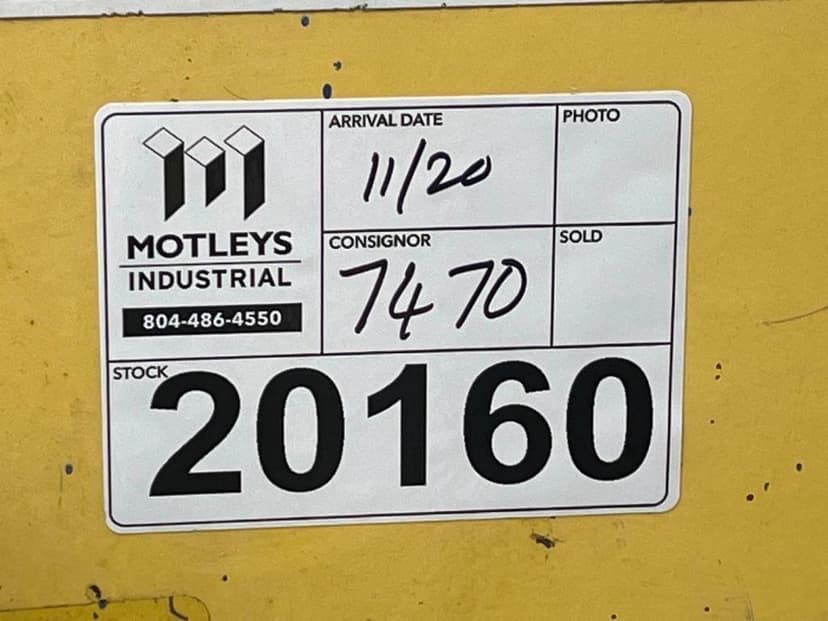 MOTLEYS
INDUSTRIAL
804-486-4550
ARRIVAL DATE
11/20
PHOTO
CONSIGNOR
7470
SOLD
STOCK
20160